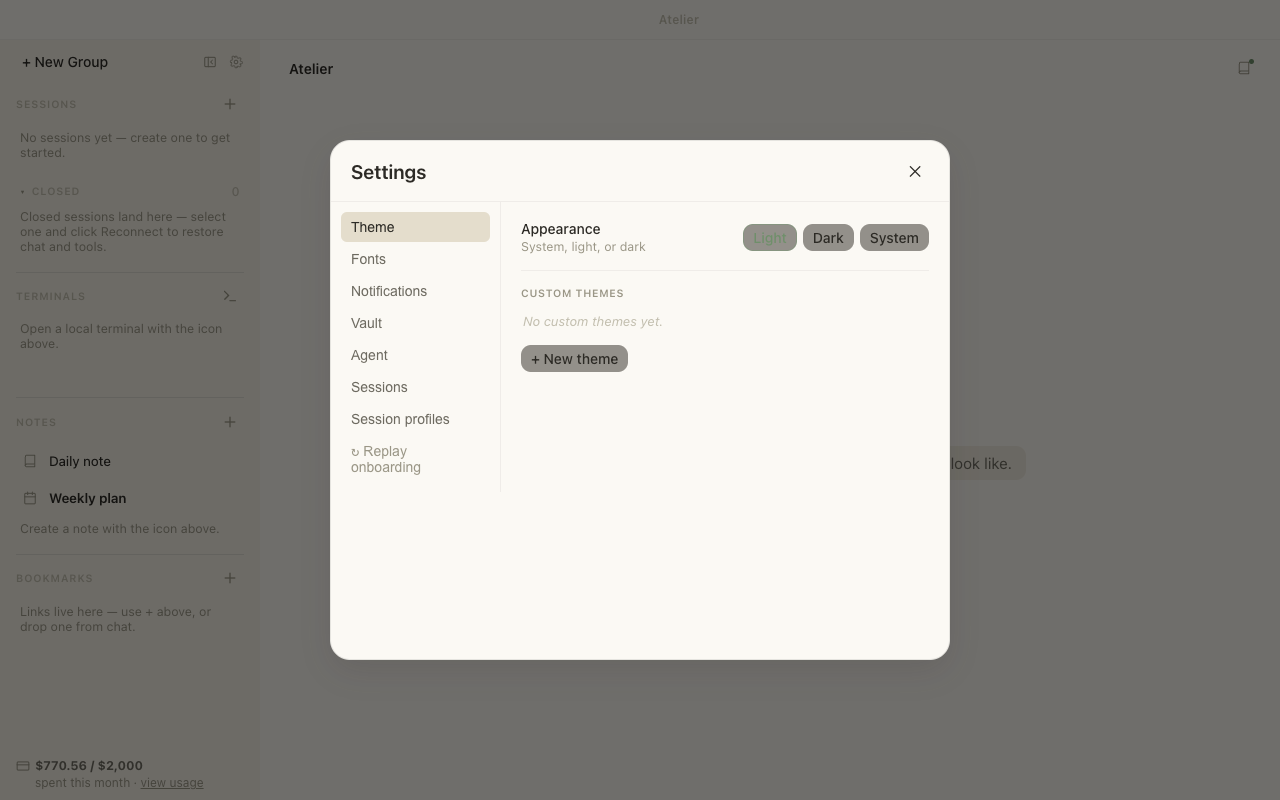 Atelier
+ New Group
SESSIONS
No sessions yet — create one to get
started.
CLOSED
0
Closed sessions land here — select
one and click Reconnect to restore
chat and tools.
TERMINALS
Open a local terminal with the icon
above.
NOTES
Daily note
Weekly plan
Create a note with the icon above.
BOOKMARKS
Links live here — use + above, or
drop one from chat.
$770.56 / $2,000
spent this month · view usage
Atelier
look like.
Settings
Theme
Fonts
Notifications
Vault
Agent
Sessions
Session profiles
↻ Replay
onboarding
Appearance
System, light, or dark
Light
Dark
System
CUSTOM THEMES
No custom themes yet.
+ New theme